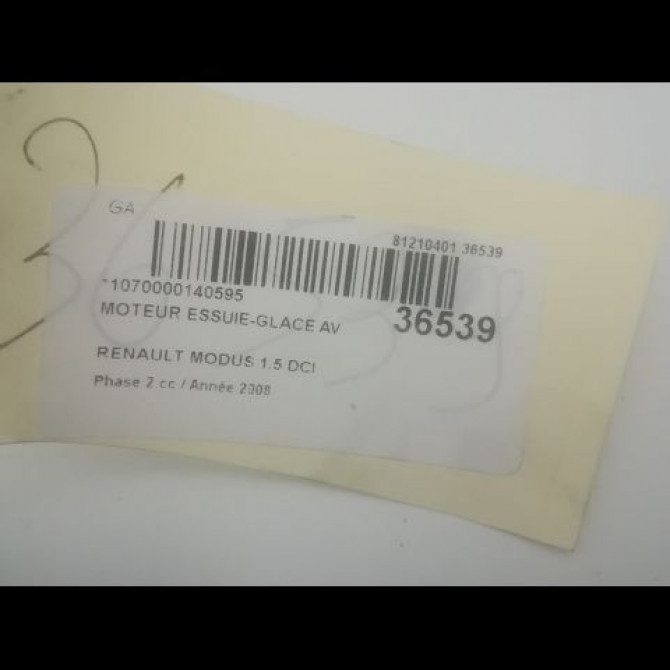 GA
81210401 36539
*1070000140595
MOTEUR ESSUIE-GLACE AV
36539
RENAULT MODUS 1.5 DCI
Phase 2 cc / Année 2008
36539